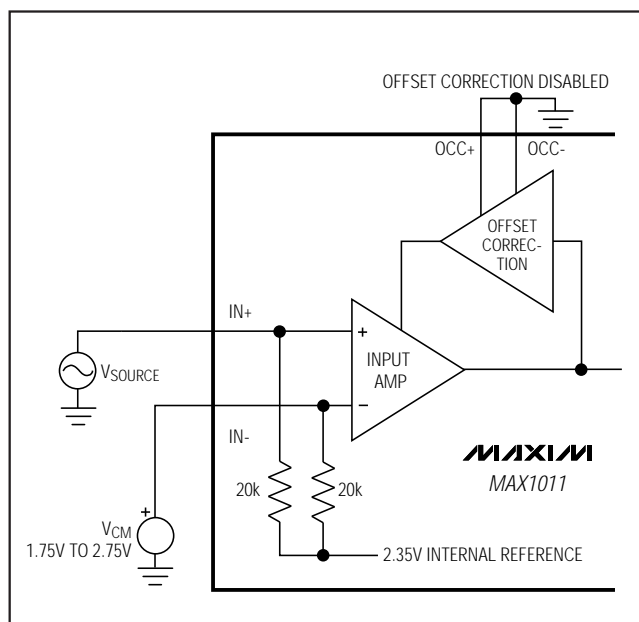 OFFSET CORRECTION DISABLED
OCC+
OCC-
OFFSET
CORREC-
TION
IN+
+
INPUT
AMP
−
VSOURCE
IN-
MAXIM
MAX1011
20k
20k
+
VCM
1.75V TO 2.75V
2.35V INTERNAL REFERENCE